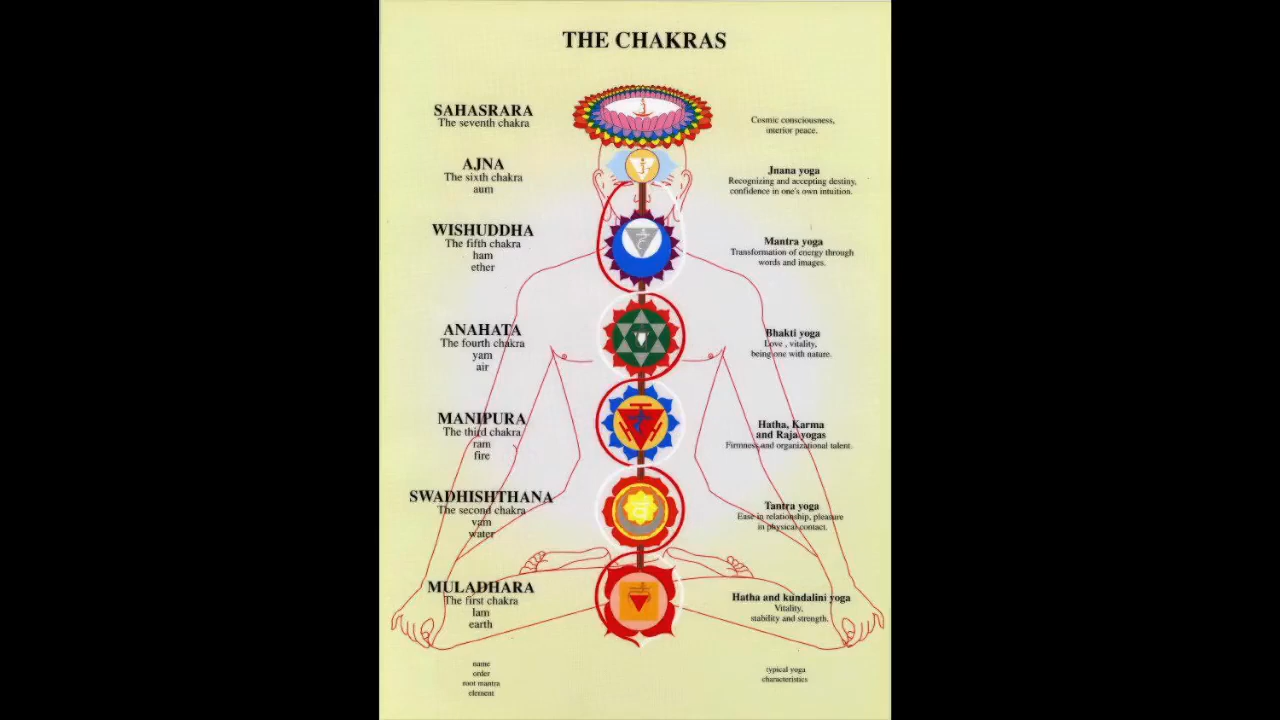 THE CHAKRAS
SAHASRARA
The seventh chakra
Cosmic consciousness,
interior peace.
AJNA
The sixth chakra
aum
Jnana yoga
Recognizing and accepting destiny,
confidence in one's own intuition.
WISHUDDHA
The fifth chakra
ham
ether
Mantra yoga
Transformation of energy through
words and images.
ANAHATA
The fourth chakra
yam
air
Bhakti yoga
Love , vitality,
being one with nature.
MANIPURA
The third chakra
ram
fire
Hatha, Karma
and Raja yogas
Firmness and organizational talent.
SWADHISHTHANA
The second chakra
vam
water
Tantra yoga
Ease in relationship, pleasure
in physical contact.
MULADHARA
The first chakra
lam
earth
Hatha and kundalini yoga
Vitality,
stability and strength.
name
order
root mantra
element
typical yoga
characteristics